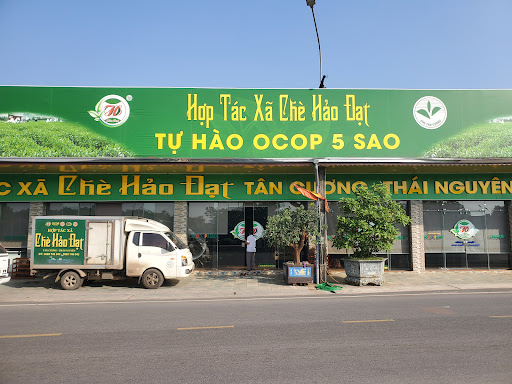 Hợp Tác Xã Chè Hảo Đạt
TỰ HÀO OCOP 5 SAO
C XÃ Chè Hảo Đạt TÂN CƯƠNG - THÁI NGUYÊN
HỢP TÁC XÃ
Chè Hảo Đạt